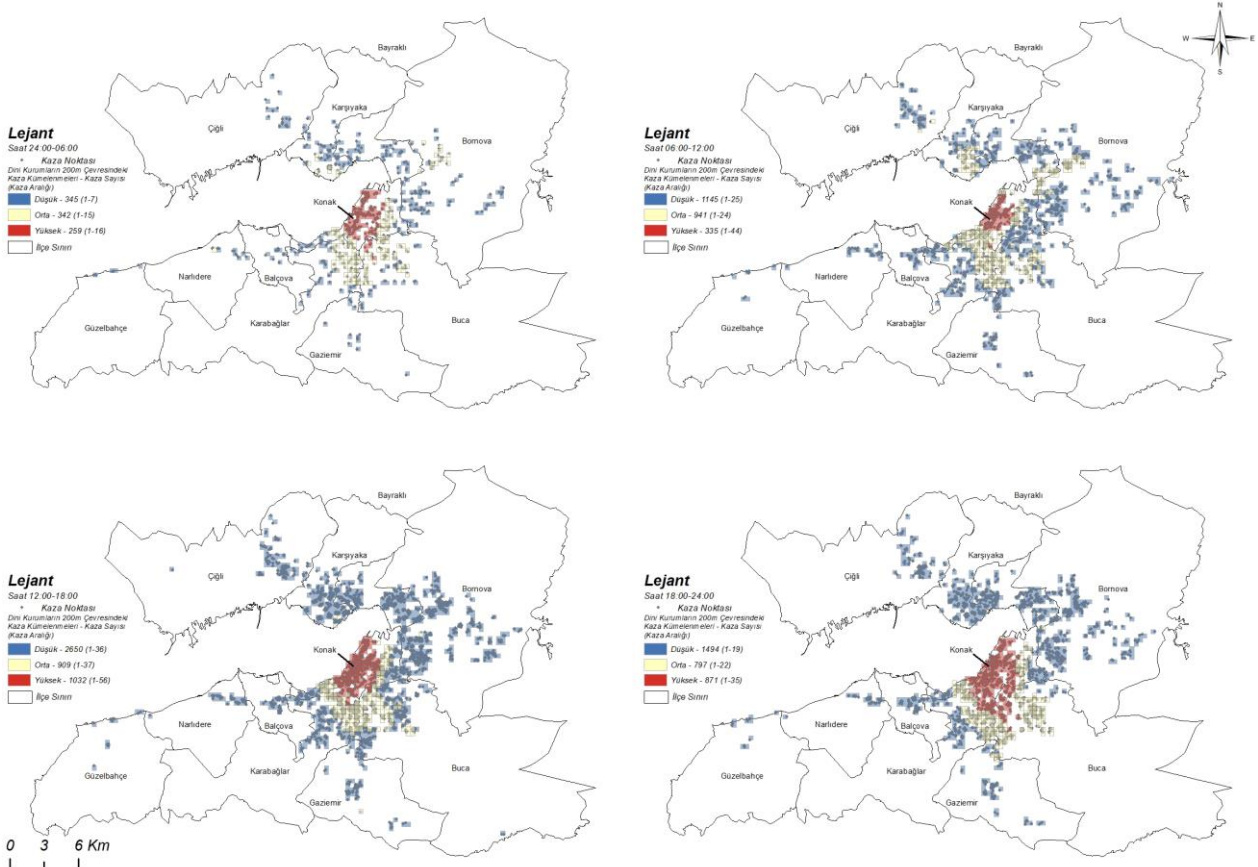 Bayraklı
Karşıyaka
Çiğli
Bornova
Lejant
Saat 24:00-06:00
Kaza Noktası
Dini Kurumların 200m Çevresindeki
Kaza Kümelenmeleri - Kaza Sayısı
(Kaza Aralığı)
Düşük - 345 (1-7)
Orta - 342 (1-15)
Yüksek - 259 (1-16)
İlçe Sınırı
Konak
Narlıdere
Balçova
Güzelbahçe
Karabağlar
Buca
Gaziemir
N
W
E
S
Bayraklı
Karşıyaka
Çiğli
Bornova
Lejant
Saat 06:00-12:00
Kaza Noktası
Dini Kurumların 200m Çevresindeki
Kaza Kümelenmeleri - Kaza Sayısı
(Kaza Aralığı)
Düşük - 1145 (1-25)
Orta - 941 (1-24)
Yüksek - 335 (1-44)
İlçe Sınırı
Konak
Narlıdere
Balçova
Güzelbahçe
Karabağlar
Buca
Gaziemir
Bayraklı
Karşıyaka
Çiğli
Bornova
Lejant
Saat 12:00-18:00
Kaza Noktası
Dini Kurumların 200m Çevresindeki
Kaza Kümelenmeleri - Kaza Sayısı
(Kaza Aralığı)
Düşük - 2650 (1-36)
Orta - 909 (1-37)
Yüksek - 1032 (1-56)
İlçe Sınırı
Konak
Narlıdere
Balçova
Güzelbahçe
Karabağlar
Buca
Gaziemir
0 3 6 Km
Bayraklı
Karşıyaka
Çiğli
Bornova
Lejant
Saat 18:00-24:00
Kaza Noktası
Dini Kurumların 200m Çevresindeki
Kaza Kümelenmeleri - Kaza Sayısı
(Kaza Aralığı)
Düşük - 1494 (1-19)
Orta - 797 (1-22)
Yüksek - 871 (1-35)
İlçe Sınırı
Konak
Narlıdere
Balçova
Güzelbahçe
Karabağlar
Buca
Gaziemir